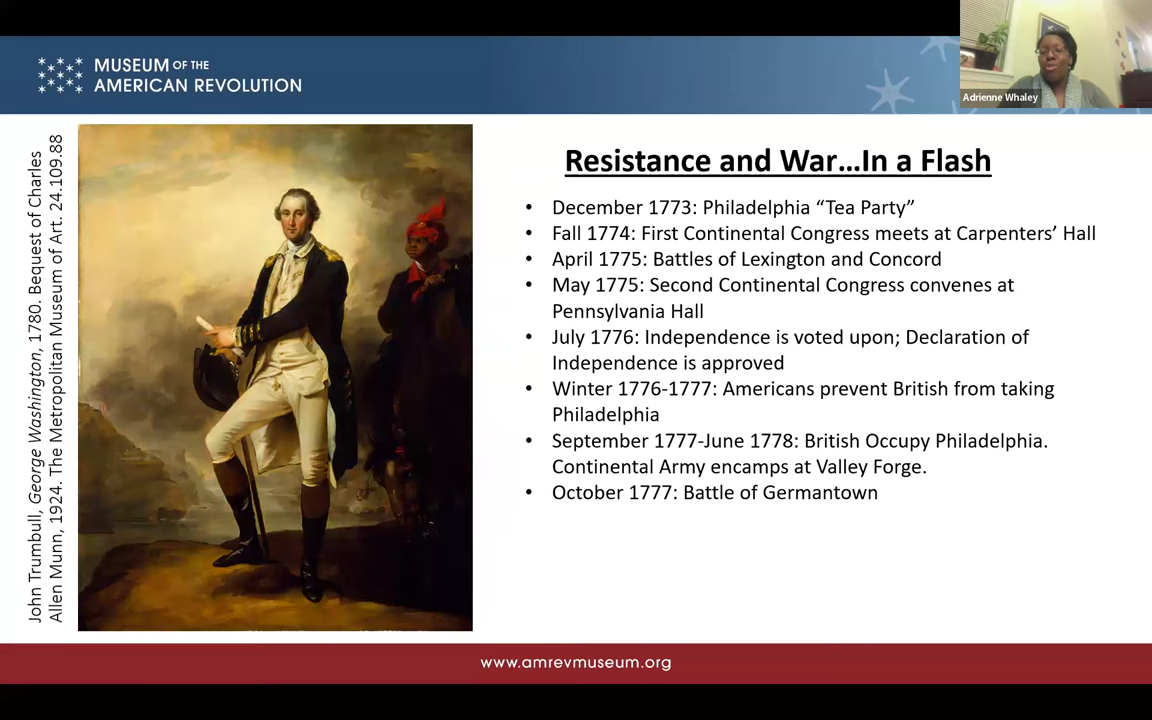 MUSEUM OF THE
AMERICAN REVOLUTION
Adrienne Whaley
John Trumbull, George Washington, 1780. Bequest of Charles
Allen Munn, 1924. The Metropolitan Museum of Art. 24.109.88
Resistance and War...In a Flash
• December 1773: Philadelphia “Tea Party”
• Fall 1774: First Continental Congress meets at Carpenters’ Hall
• April 1775: Battles of Lexington and Concord
• May 1775: Second Continental Congress convenes at
Pennsylvania Hall
• July 1776: Independence is voted upon; Declaration of
Independence is approved
• Winter 1776-1777: Americans prevent British from taking
Philadelphia
• September 1777-June 1778: British Occupy Philadelphia.
Continental Army encamps at Valley Forge.
• October 1777: Battle of Germantown
www.amrevmuseum.org